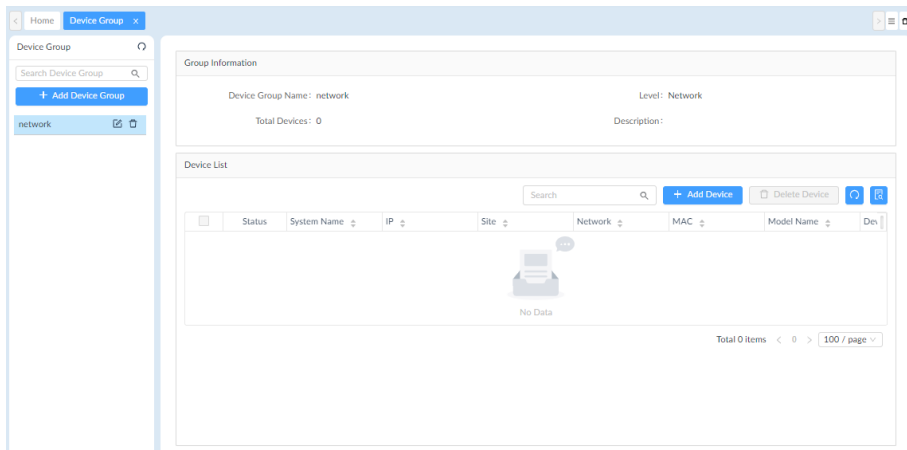 Home Device Group x
Device Group
Search Device Group
+ Add Device Group
network
Group Information
Device Group Name: network Level: Network
Total Devices: 0 Description:
Device List
Search + Add Device Delete Device
Status System Name IP Site Network MAC Model Name
No Data
Total 0 items < 0 > 100 / page